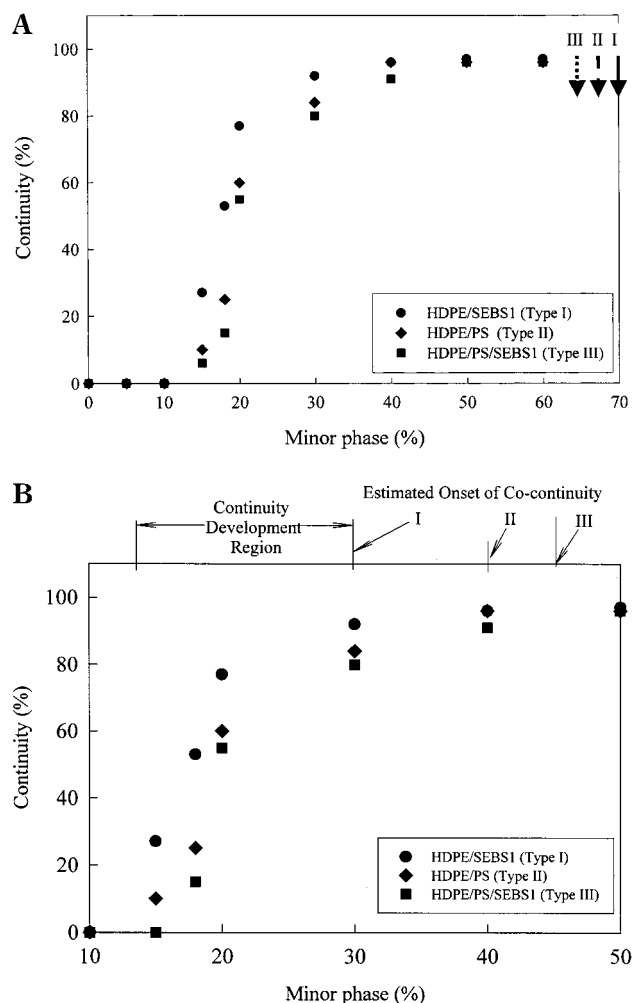 A
III II I
100
80
60
40
20
0
Continuity (%)
HDPE/SEBS1 (Type I)
HDPE/PS (Type II)
HDPE/PS/SEBS1 (Type III)
0 10 20 30 40 50 60 70
Minor phase (%)
B
Continuity
Development
Region
Estimated Onset of Co-continuity
I II III
100
80
60
40
20
0
Continuity (%)
HDPE/SEBS1 (Type I)
HDPE/PS (Type II)
HDPE/PS/SEBS1 (Type III)
10 20 30 40 50
Minor phase (%)